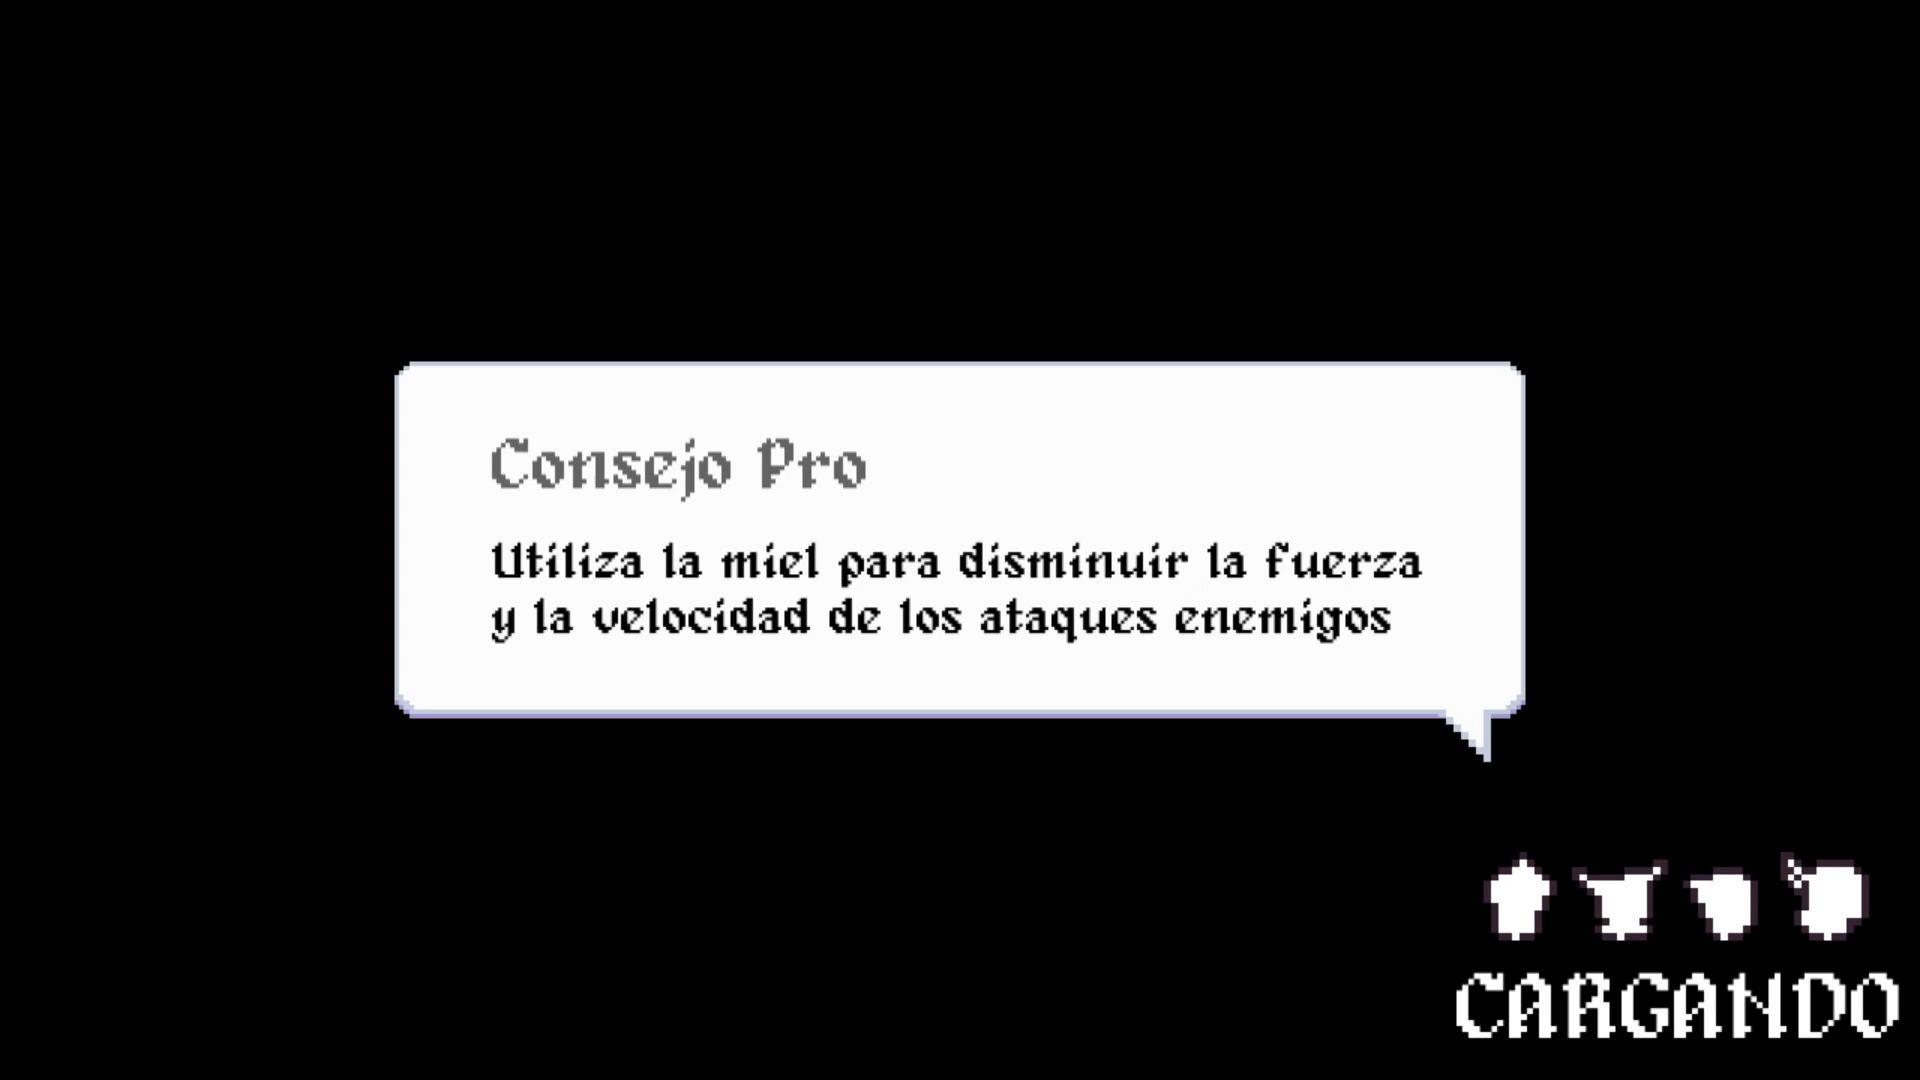 Consejo Pro
Utiliza la miel para disminuir la fuerza
y la velocidad de los ataques enemigos
CARGANDO